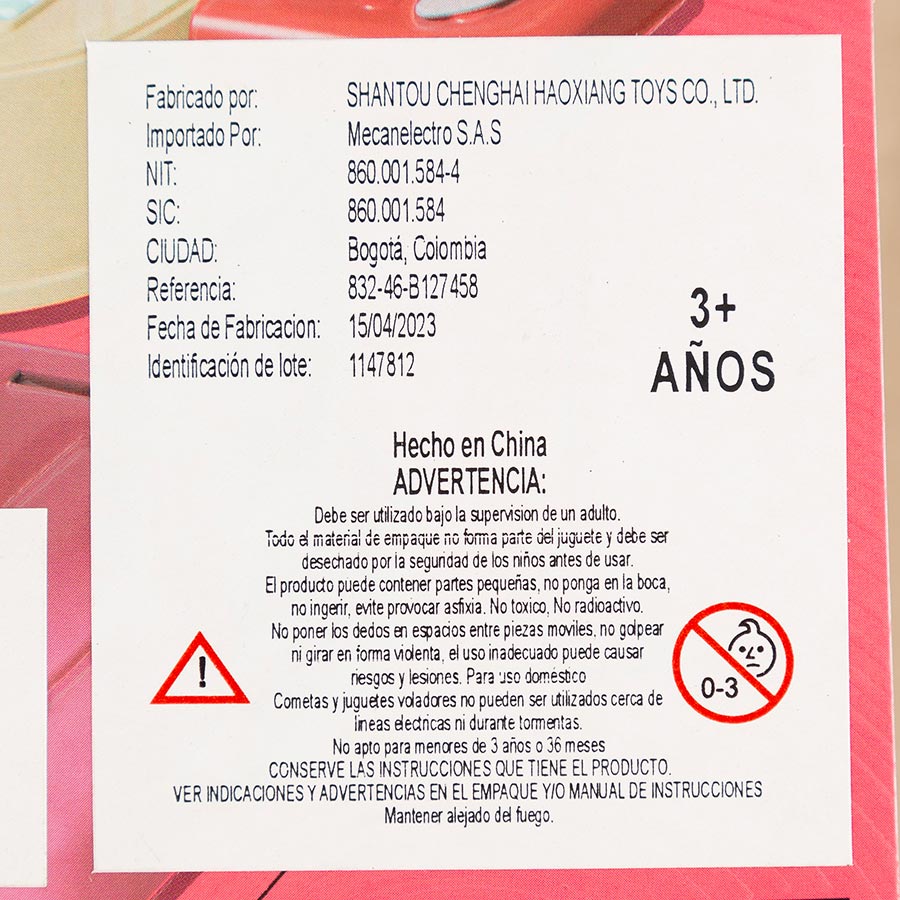 Fabricado por: SHANTOU CHENGHAI HAOXIANG TOYS CO., LTD.
Importado Por: Mecanelectro S.A.S
NIT: 860.001.584-4
SIC: 860.001.584
CIUDAD: Bogotá, Colombia
Referencia: 832-46-B127458
Fecha de Fabricacion: 15/04/2023
Identificación de lote: 1147812
3+
AÑOS
Hecho en China
ADVERTENCIA:
Debe ser utilizado bajo la supervision de un adulto.
Todo el material de empaque no forma parte del juguete y debe ser
desechado por la seguridad de los niños antes de usar.
El producto puede contener partes pequeñas, no ponga en la boca,
no ingerir, evite provocar asfixia. No toxico, No radioactivo.
No poner los dedos en espacios entre piezas moviles, no golpear
ni girar en forma violenta, el uso inadecuado puede causar
riesgos y lesiones. Para uso doméstico
Cometas y juguetes voladores no pueden ser utilizados cerca de
lineas electricas ni durante tormentas.
No apto para menores de 3 años o 36 meses
CONSERVE LAS INSTRUCCIONES QUE TIENE EL PRODUCTO.
VER INDICACIONES Y ADVERTENCIAS EN EL EMPAQUE Y/O MANUAL DE INSTRUCCIONES
Mantener alejado del fuego.
!
0-3